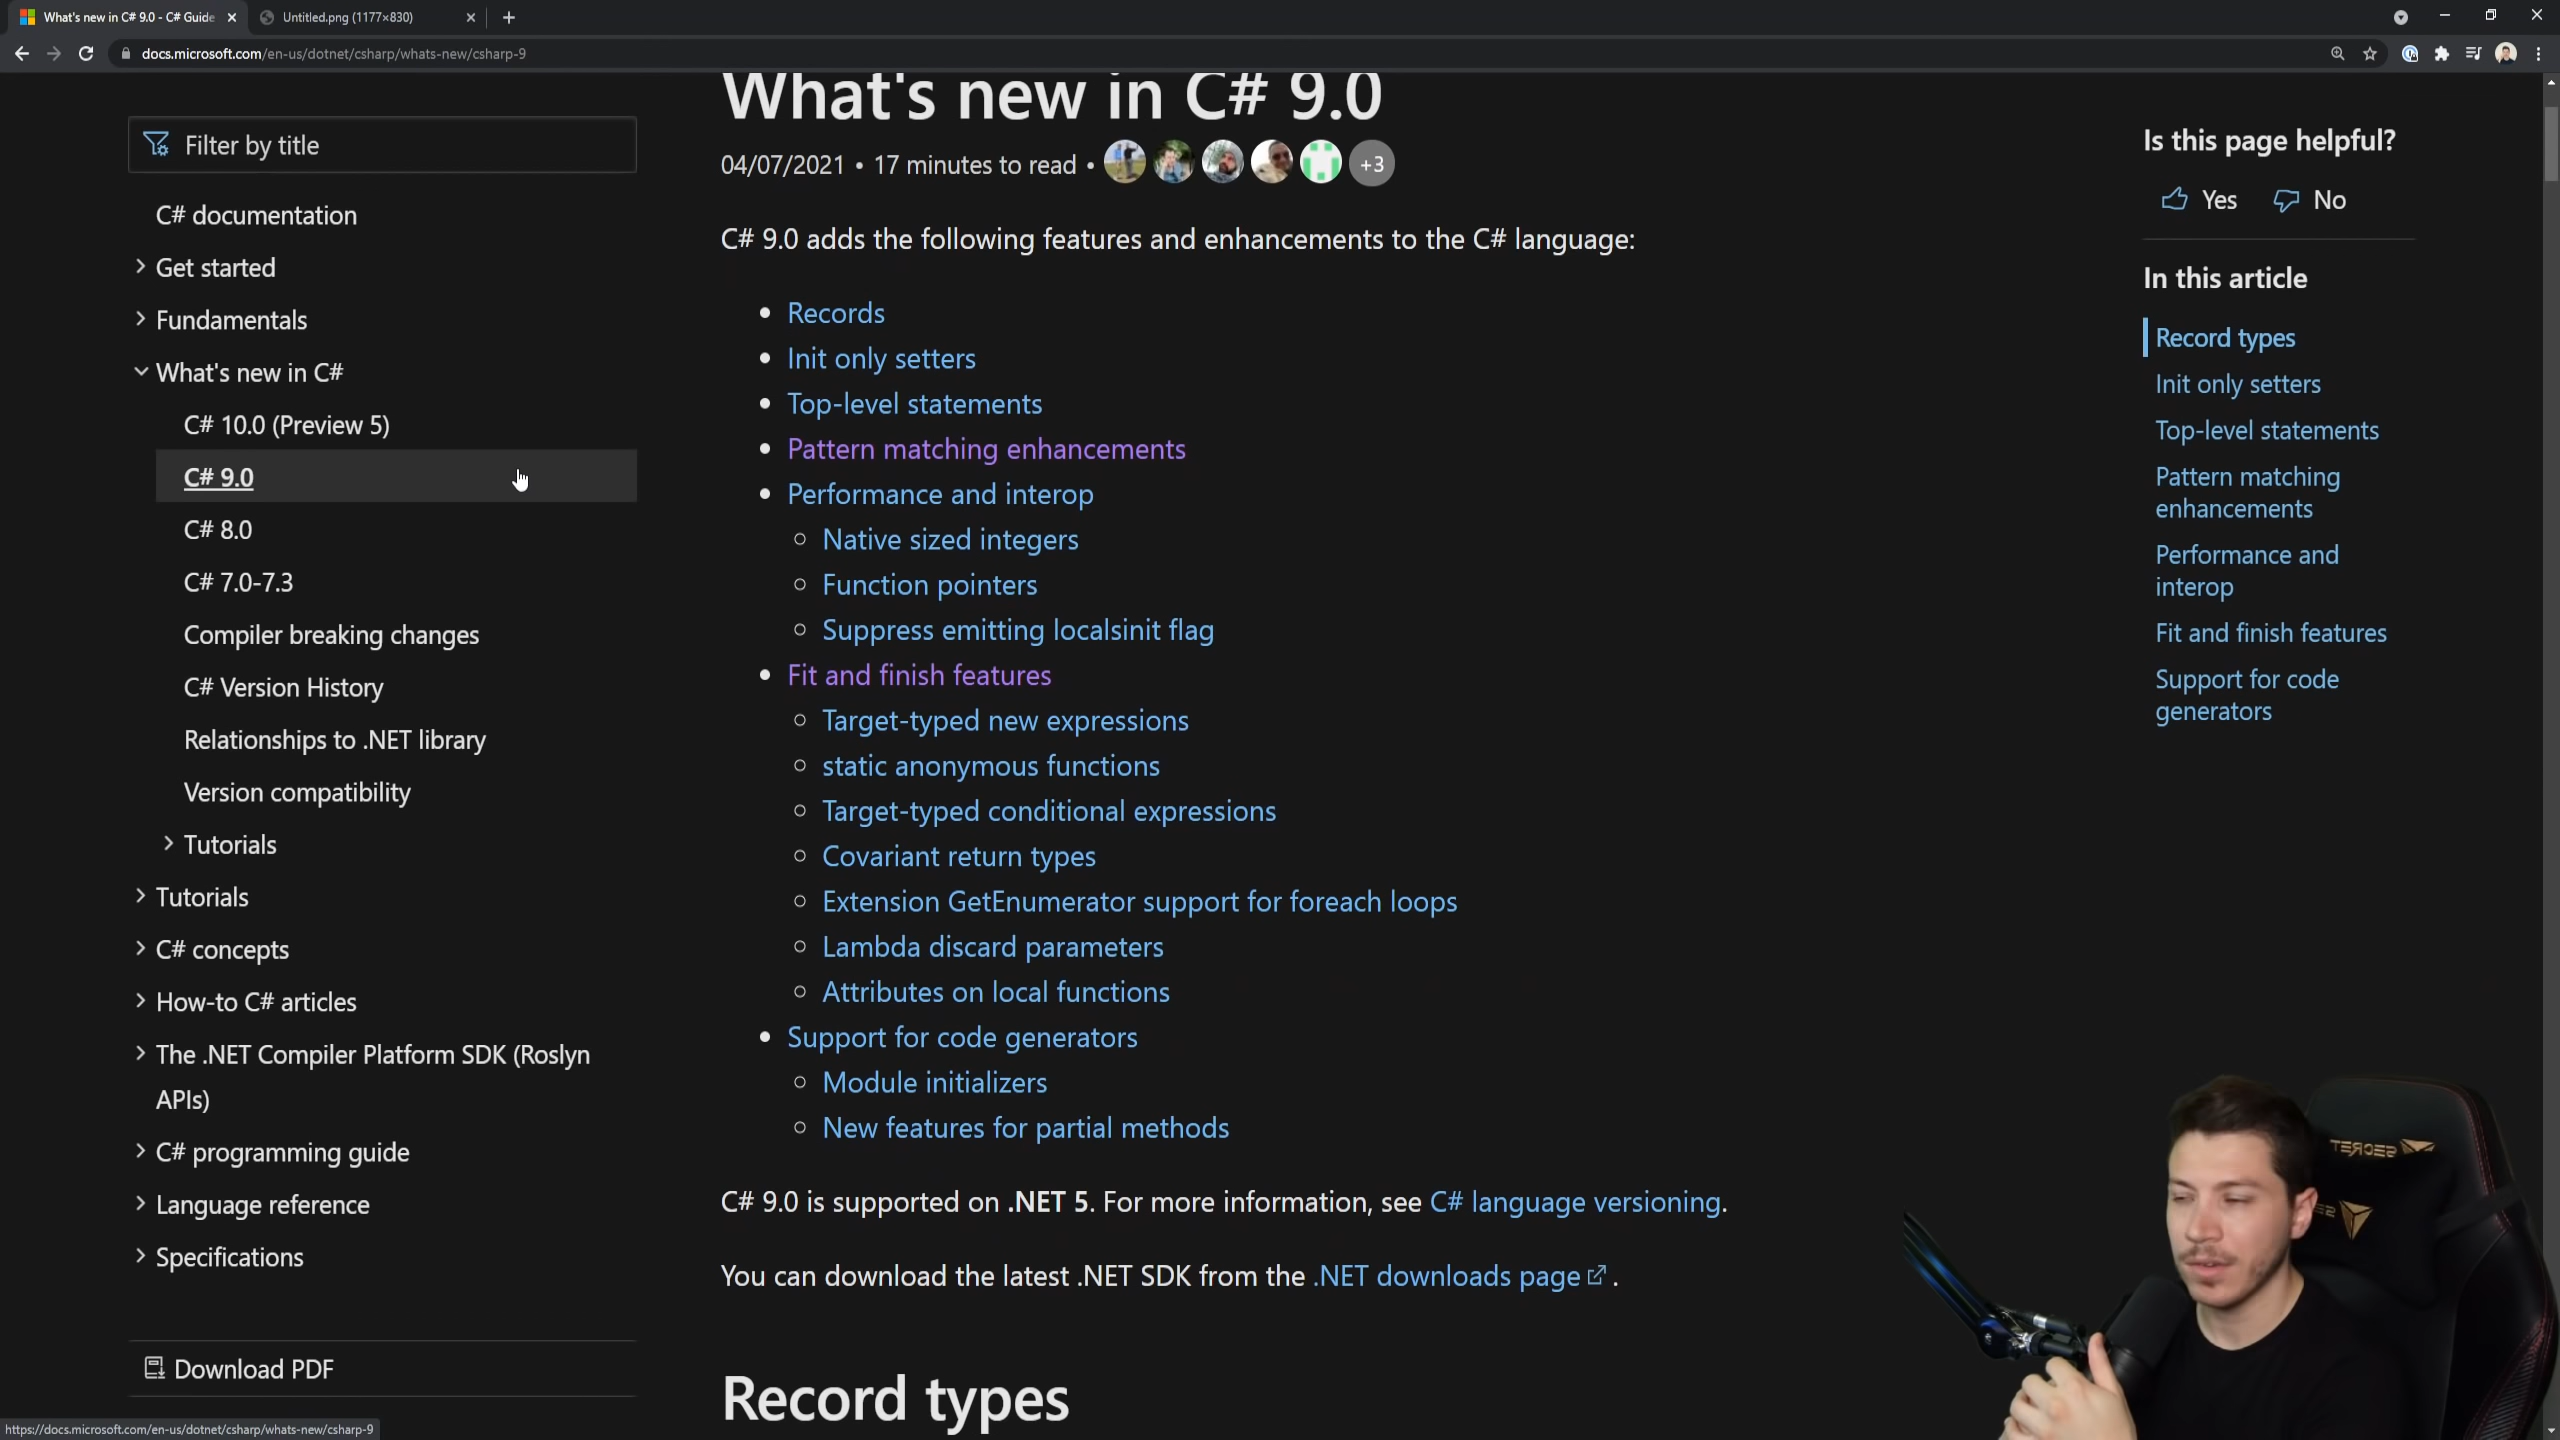 What's new in C# 9.0 - C# Guide
Untitled.png (1177×830)
docs.microsoft.com/en-us/dotnet/csharp/whats-new/csharp-9
Filter by title
C# documentation
Get started
Fundamentals
What's new in C#
C# 10.0 (Preview 5)
C# 9.0
C# 8.0
C# 7.0-7.3
Compiler breaking changes
C# Version History
Relationships to .NET library
Version compatibility
Tutorials
Tutorials
C# concepts
How-to C# articles
The .NET Compiler Platform SDK (Roslyn
APIs)
C# programming guide
Language reference
Specifications
Download PDF
https://docs.microsoft.com/en-us/dotnet/csharp/whats-new/csharp-9
What's new in C# 9.0
04/07/2021 • 17 minutes to read •
+3
C# 9.0 adds the following features and enhancements to the C# language:
Records
Init only setters
Top-level statements
Pattern matching enhancements
Performance and interop
Native sized integers
Function pointers
Suppress emitting localsinit flag
Fit and finish features
Target-typed new expressions
static anonymous functions
Target-typed conditional expressions
Covariant return types
Extension GetEnumerator support for foreach loops
Lambda discard parameters
Attributes on local functions
Support for code generators
Module initializers
New features for partial methods
C# 9.0 is supported on .NET 5. For more information, see C# language versioning.
You can download the latest .NET SDK from the .NET downloads page .
Record types
Is this page helpful?
Yes No
In this article
Record types
Init only setters
Top-level statements
Pattern matching
enhancements
Performance and
interop
Fit and finish features
Support for code
generators